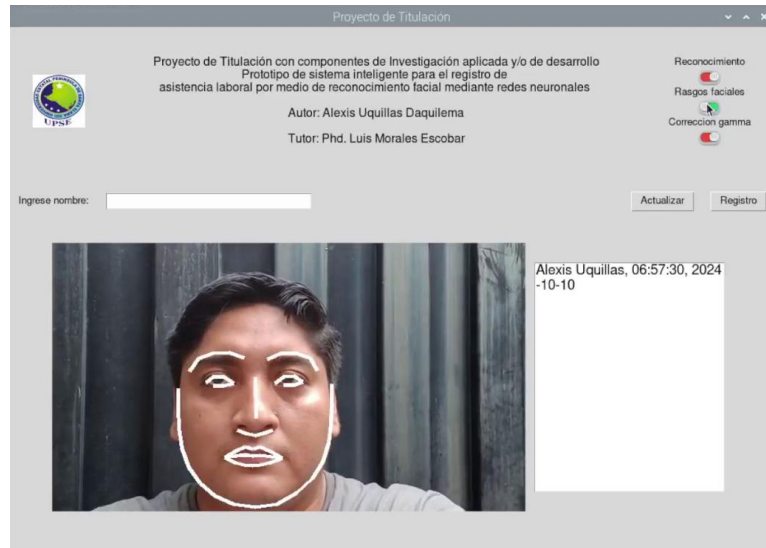 Proyecto de Titulación
Proyecto de Titulación con componentes de Investigación aplicada y/o de desarrollo
Prototipo de sistema inteligente para el registro de
asistencia laboral por medio de reconocimiento facial mediante redes neuronales
Autor: Alexis Uquillas Daquilema
Tutor: Phd. Luis Morales Escobar
UPSE
Reconocimiento
Rasgos faciales
Correccion gamma
Ingrese nombre:
Actualizar
Registro
Alexis Uquillas, 06:57:30, 2024
-10-10